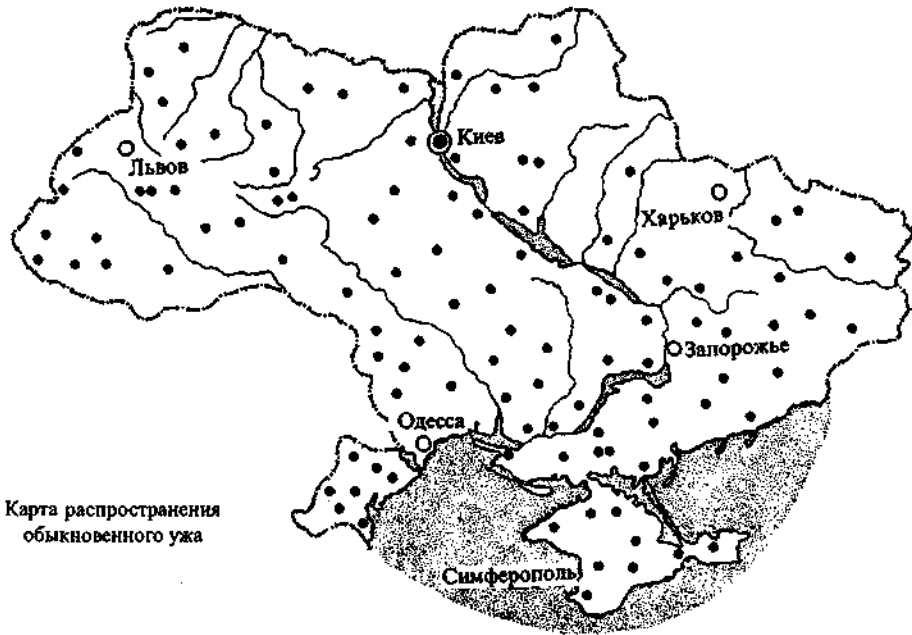 Киев
Львов
Харьков
Запорожье
Одесса
Карта распространения
обыкновенного ужа
Симферополь